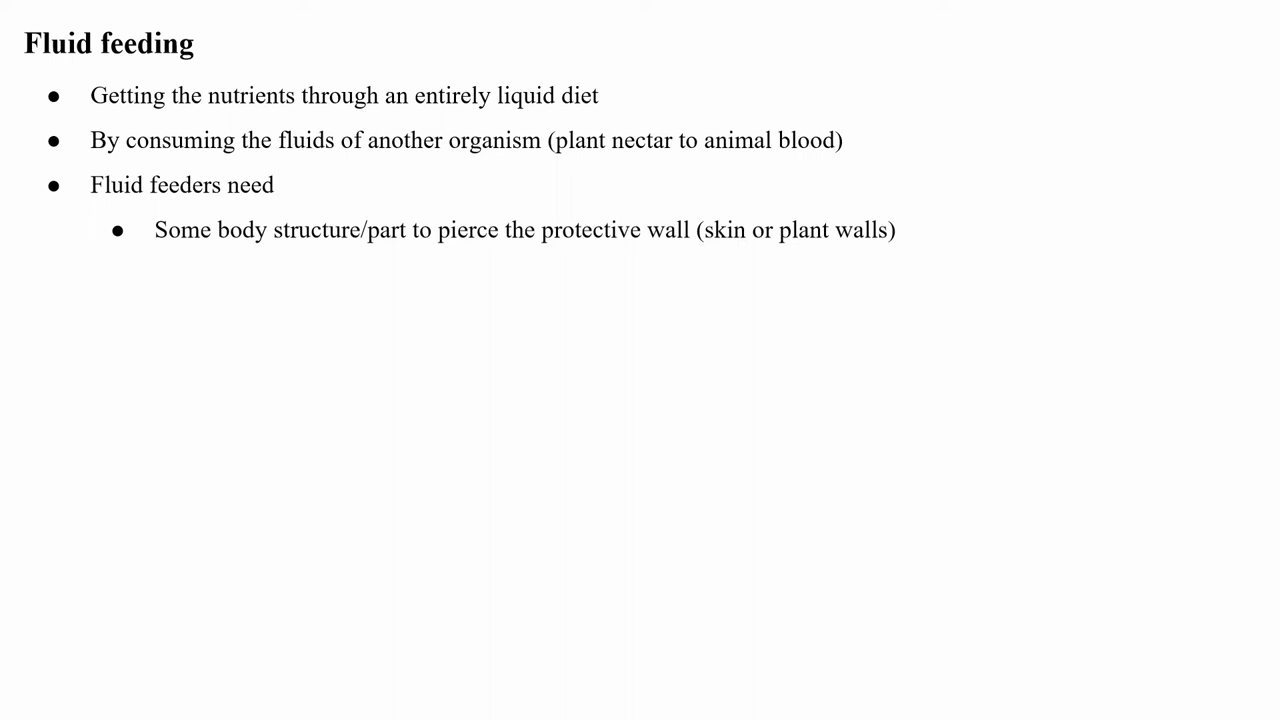 Fluid feeding
● Getting the nutrients through an entirely liquid diet
● By consuming the fluids of another organism (plant nectar to animal blood)
● Fluid feeders need
● Some body structure/part to pierce the protective wall (skin or plant walls)